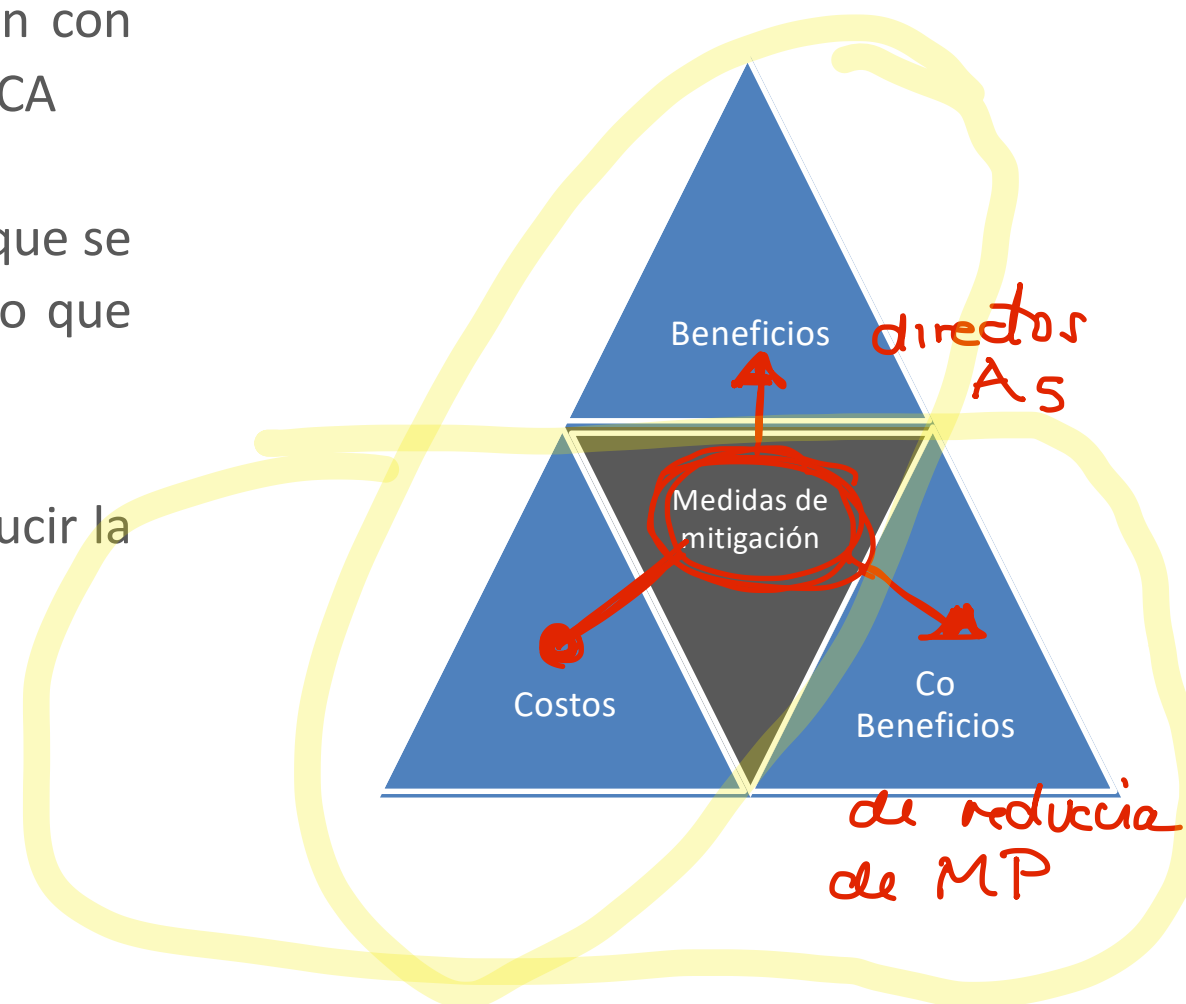 n con
CA
que se
o que
ucir la
Beneficios
directos
As
Medidas de
mitigación
Costos
Co
Beneficios
de reduccia
de MP